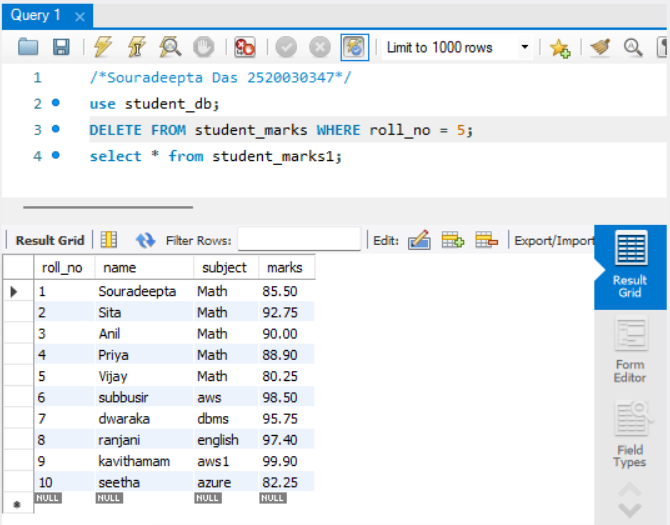 Query 1
Limit to 1000 rows
1 /*Souradeepta Das 2520030347*/
2 use student_db;
3 DELETE FROM student_marks WHERE roll_no = 5;
4 select * from student_marks1;
Result Grid Filter Rows: Edit: Export/Import
roll_no name subject marks
1 Souradeepta Math 85.50
2 Sita Math 92.75
3 Anil Math 90.00
4 Priya Math 88.90
5 Vijay Math 80.25
6 subbusir aws 98.50
7 dwaraka dbms 95.75
8 ranjani english 97.40
9 kavithamam aws1 99.90
10 seetha azure 82.25
NULL NULL NULL NULL
Result
Grid
Form
Editor
Field
Types